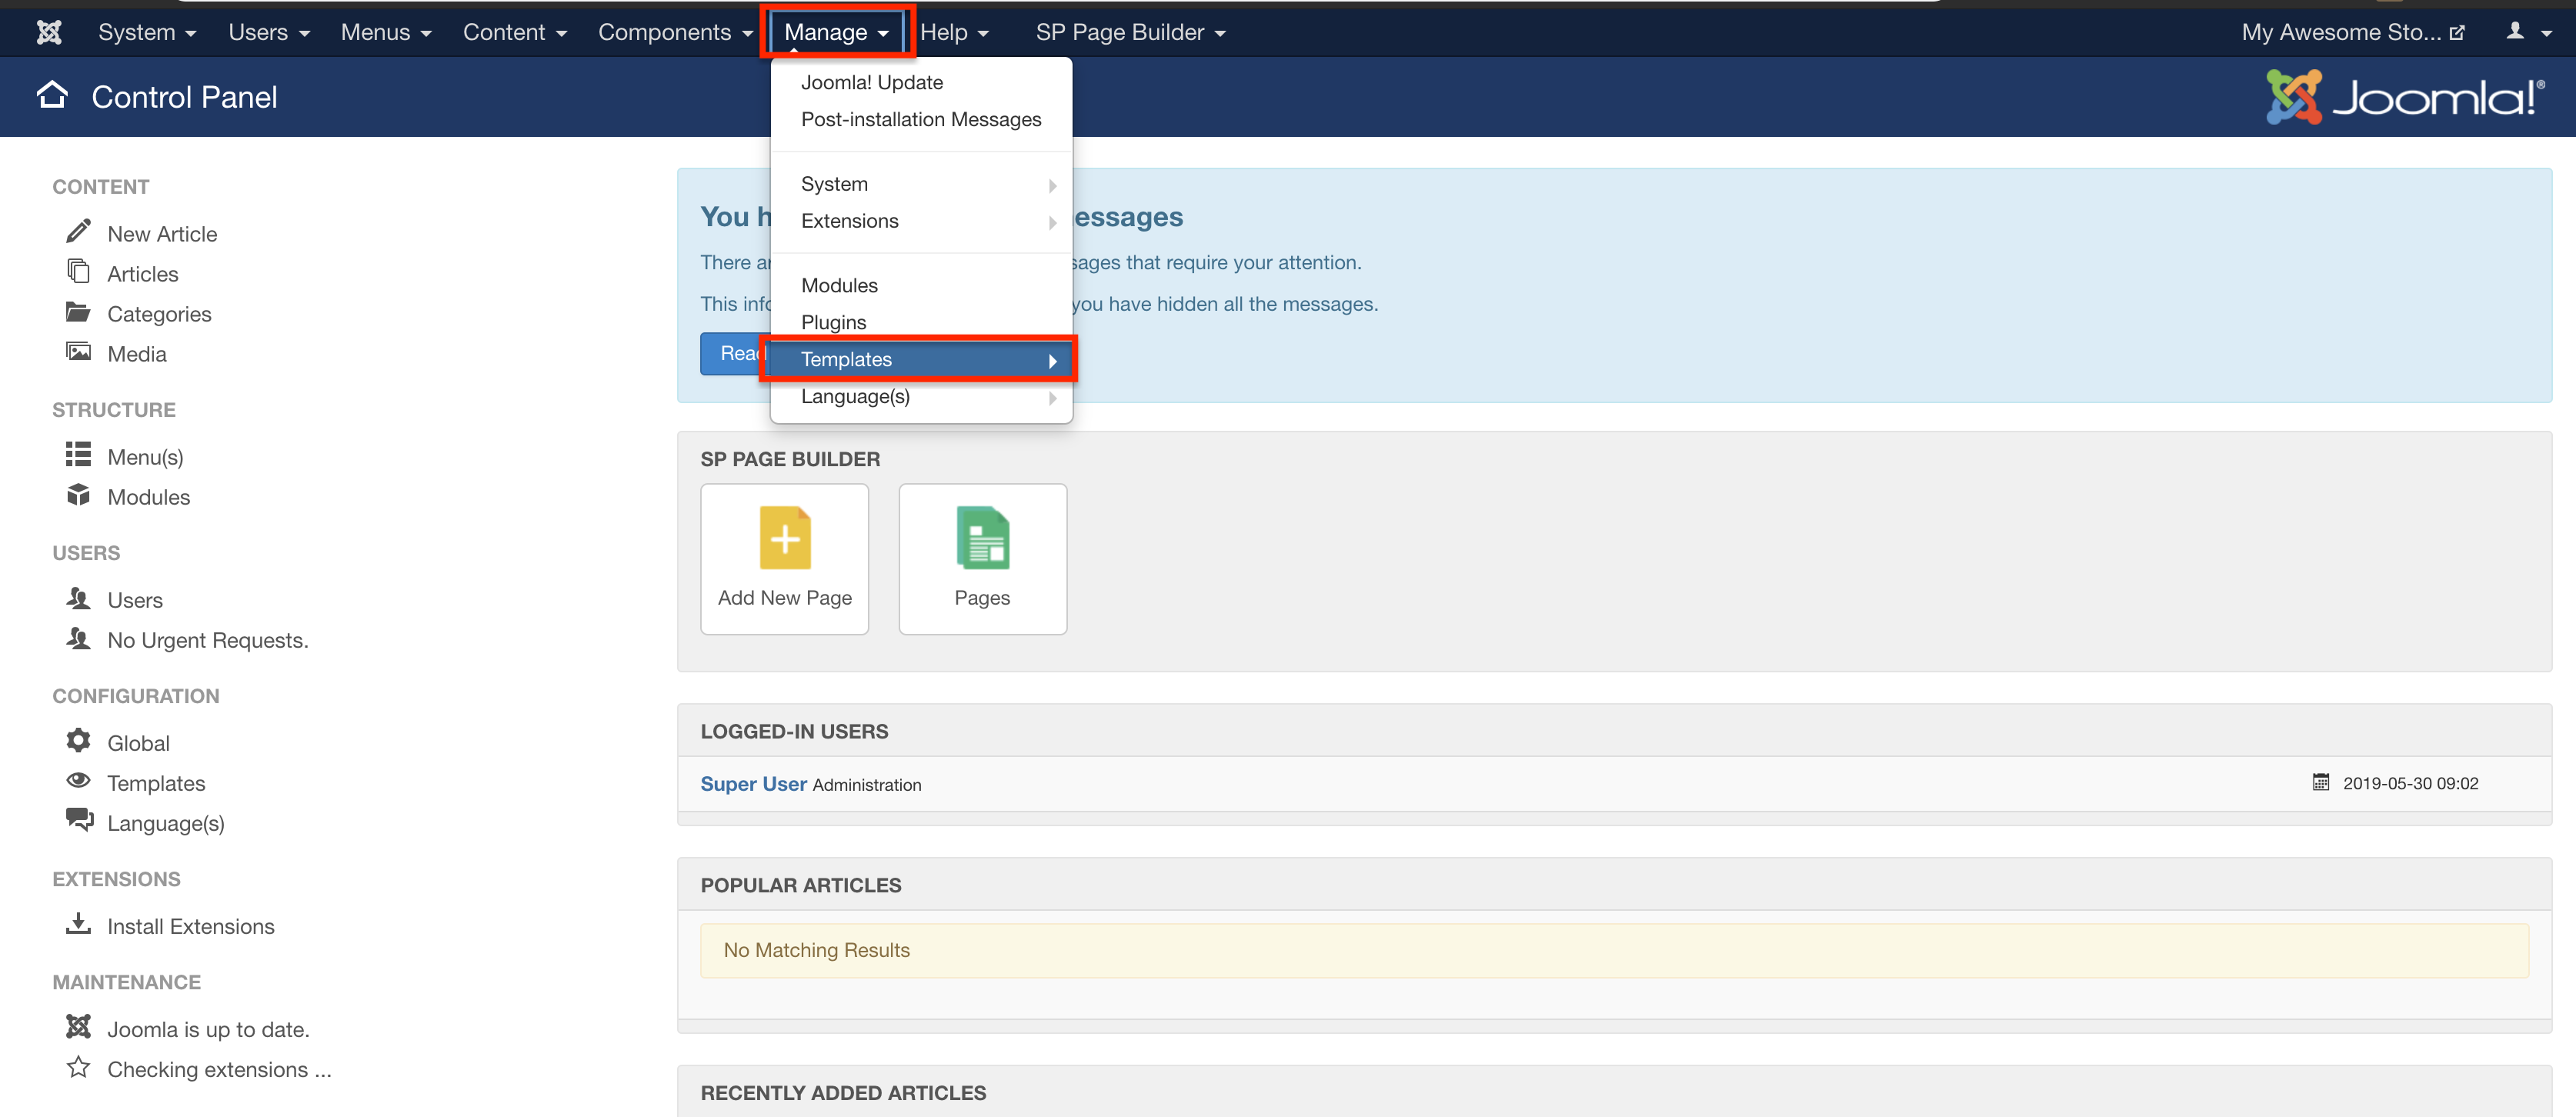 System Users Menus Content Components Manage Help SP Page Builder My Awesome Sto...
Control Panel
Joomla!®
Joomla! Update
Post-installation Messages
System
Extensions
Modules
Plugins
Templates
Language(s)
CONTENT
New Article
Articles
Categories
Media
STRUCTURE
Menu(s)
Modules
USERS
Users
No Urgent Requests.
CONFIGURATION
Global
Templates
Language(s)
EXTENSIONS
Install Extensions
MAINTENANCE
Joomla is up to date.
Checking extensions ...
You h essages
There a sages that require your attention.
This info you have hidden all the messages.
Read
SP PAGE BUILDER
Add New Page Pages
LOGGED-IN USERS
Super User Administration 2019-05-30 09:02
POPULAR ARTICLES
No Matching Results
RECENTLY ADDED ARTICLES